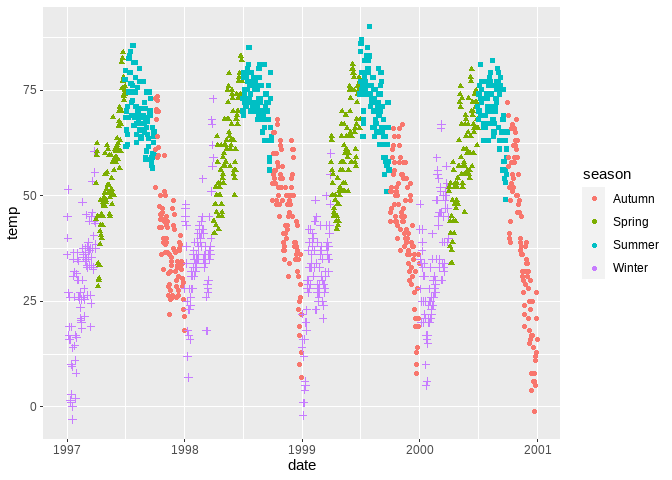 75
50
25
0
temp
1997
1998
1999
2000
2001
date
season
Autumn
Spring
Summer
Winter